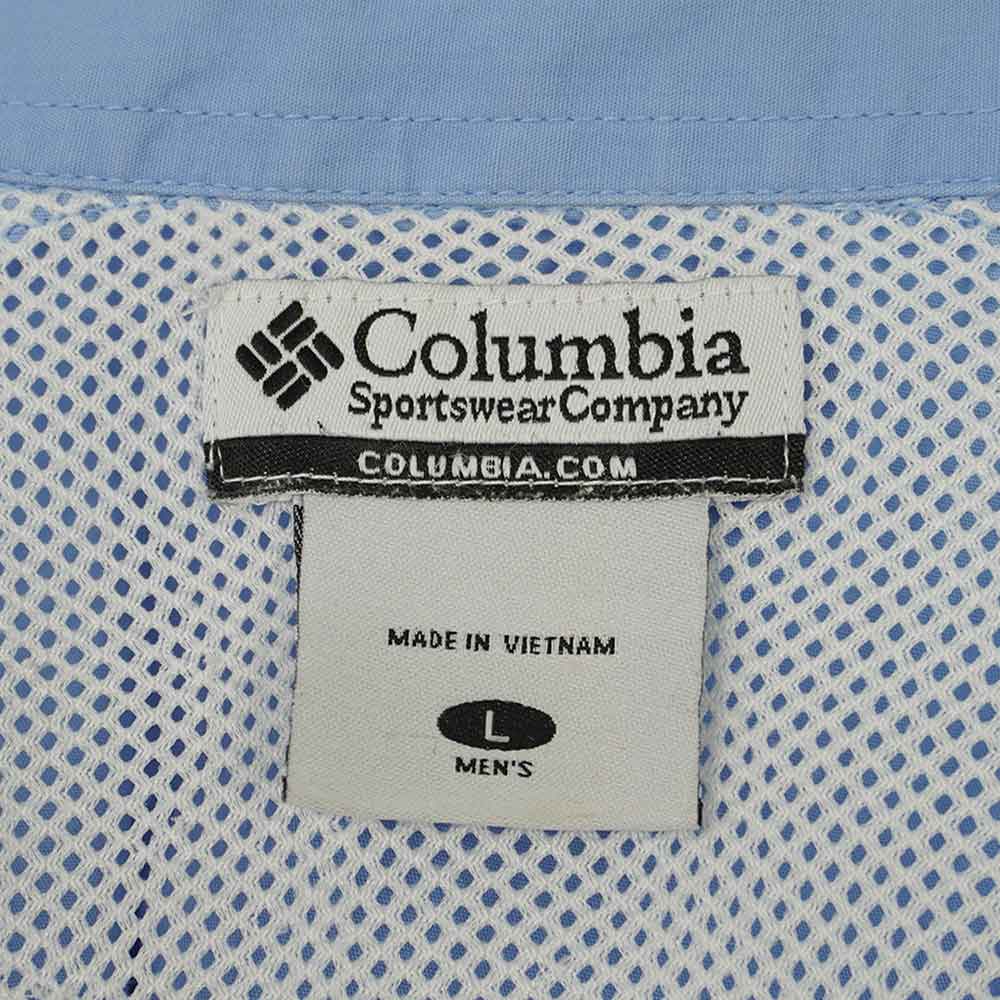 Columbia
Sportswear Company
COLUMBIA.COM
MADE IN VIETNAM
L
MEN'S